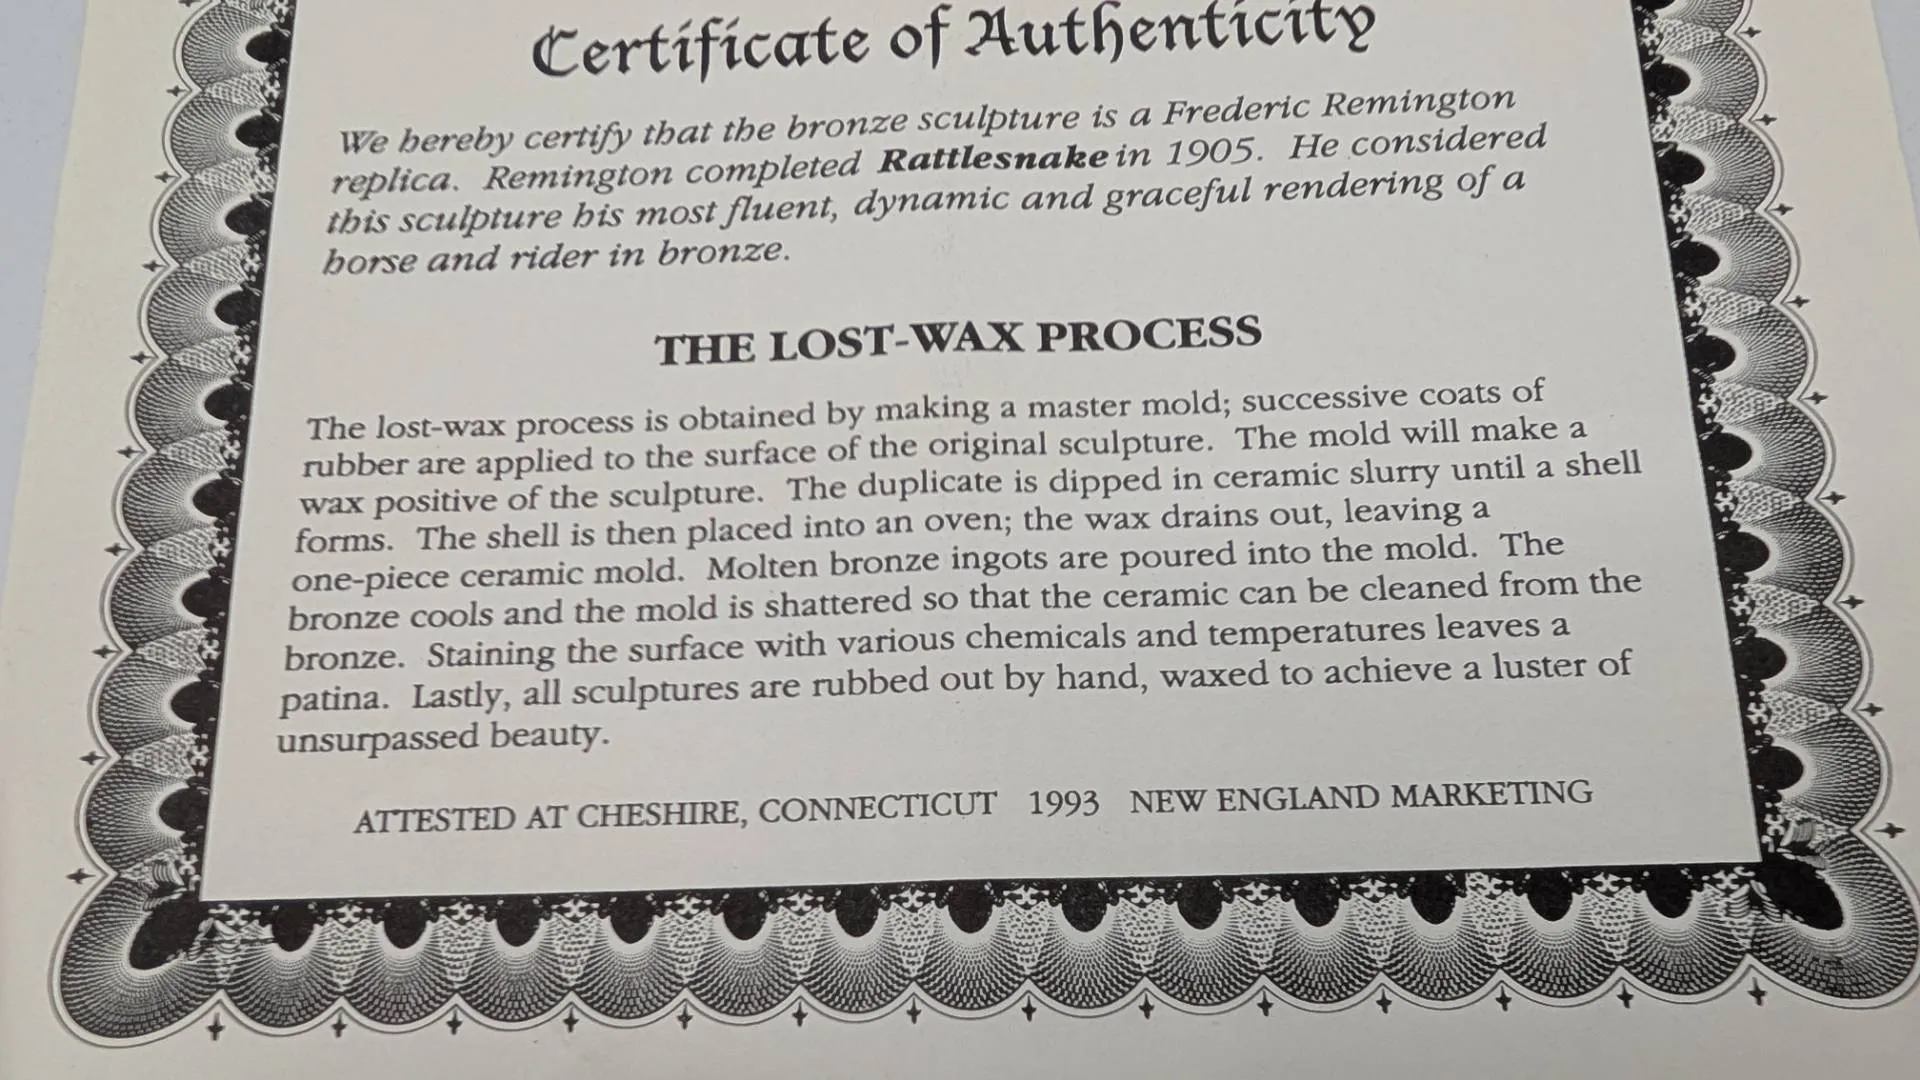 Certificate of Authenticity
We hereby certify that the bronze sculpture is a Frederic Remington
replica. Remington completed Rattlesnake in 1905. He considered
this sculpture his most fluent, dynamic and graceful rendering of a
horse and rider in bronze.
THE LOST-WAX PROCESS
The lost-wax process is obtained by making a master mold; successive coats of
rubber are applied to the surface of the original sculpture. The mold will make a
wax positive of the sculpture. The duplicate is dipped in ceramic slurry until a shell
forms. The shell is then placed into an oven; the wax drains out, leaving a
one-piece ceramic mold. Molten bronze ingots are poured into the mold. The
bronze cools and the mold is shattered so that the ceramic can be cleaned from the
bronze. Staining the surface with various chemicals and temperatures leaves a
patina. Lastly, all sculptures are rubbed out by hand, waxed to achieve a luster of
unsurpassed beauty.
ATTESTED AT CHESHIRE, CONNECTICUT 1993 NEW ENGLAND MARKETING